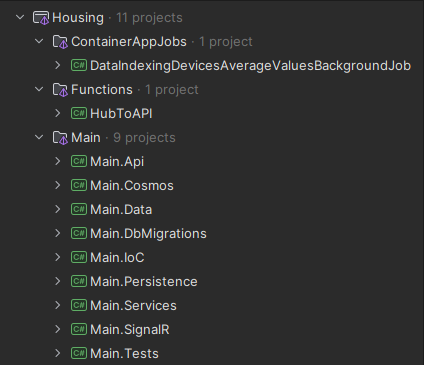 Housing · 11 projects
ContainerAppJobs · 1 project
C# DataIndexingDevicesAverageValuesBackgroundJob
Functions · 1 project
C# HubToAPI
Main · 9 projects
C# Main.Api
C# Main.Cosmos
C# Main.Data
C# Main.DbMigrations
C# Main.IoC
C# Main.Persistence
C# Main.Services
C# Main.SignalR
C# Main.Tests